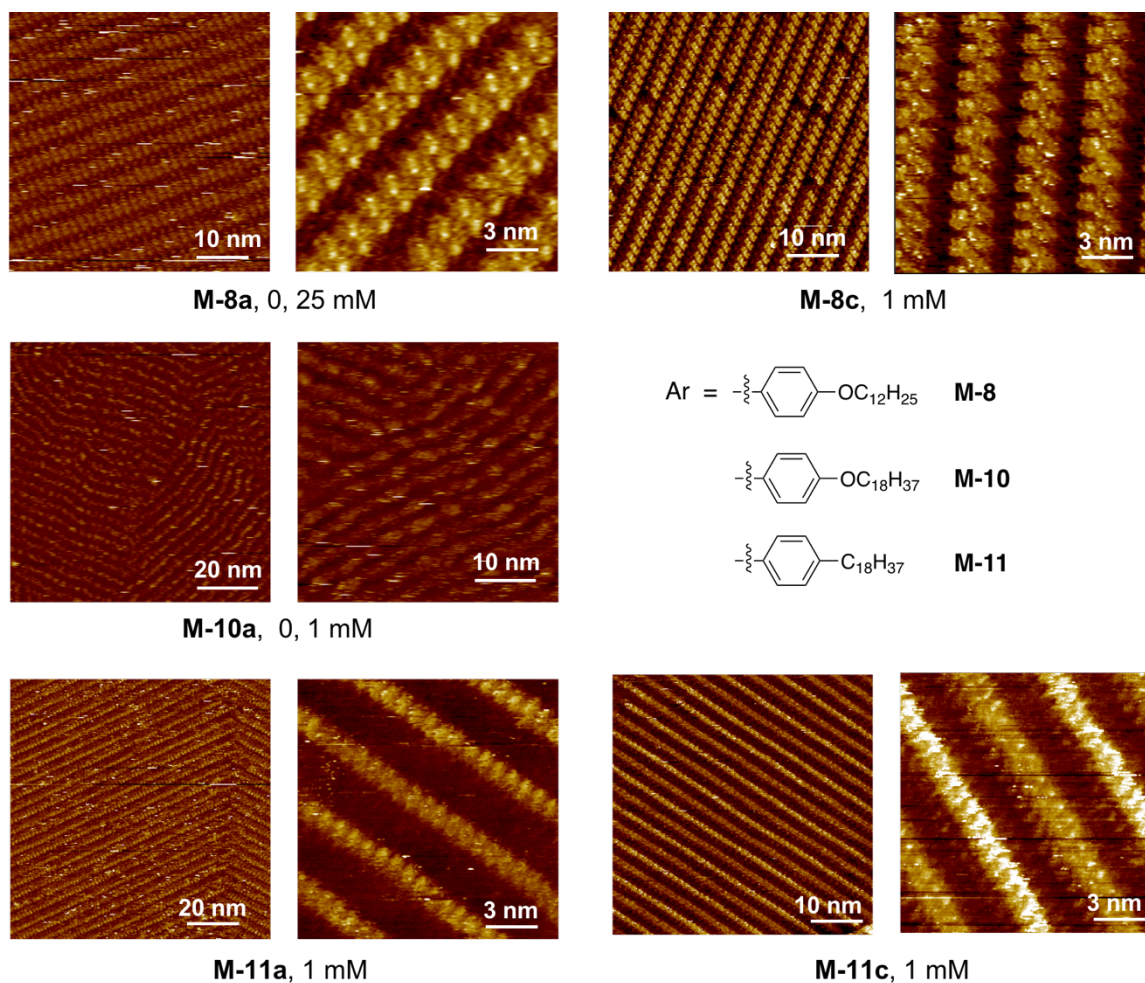 10 nm
3 nm
10 nm
3 nm
M-8a, 0, 25 mM
M-8c, 1 mM
20 nm
10 nm
M-10a, 0, 1 mM
Ar = OC12H25 M-8
OC18H37 M-10
C18H37 M-11
20 nm
3 nm
10 nm
3 nm
M-11a, 1 mM
M-11c, 1 mM